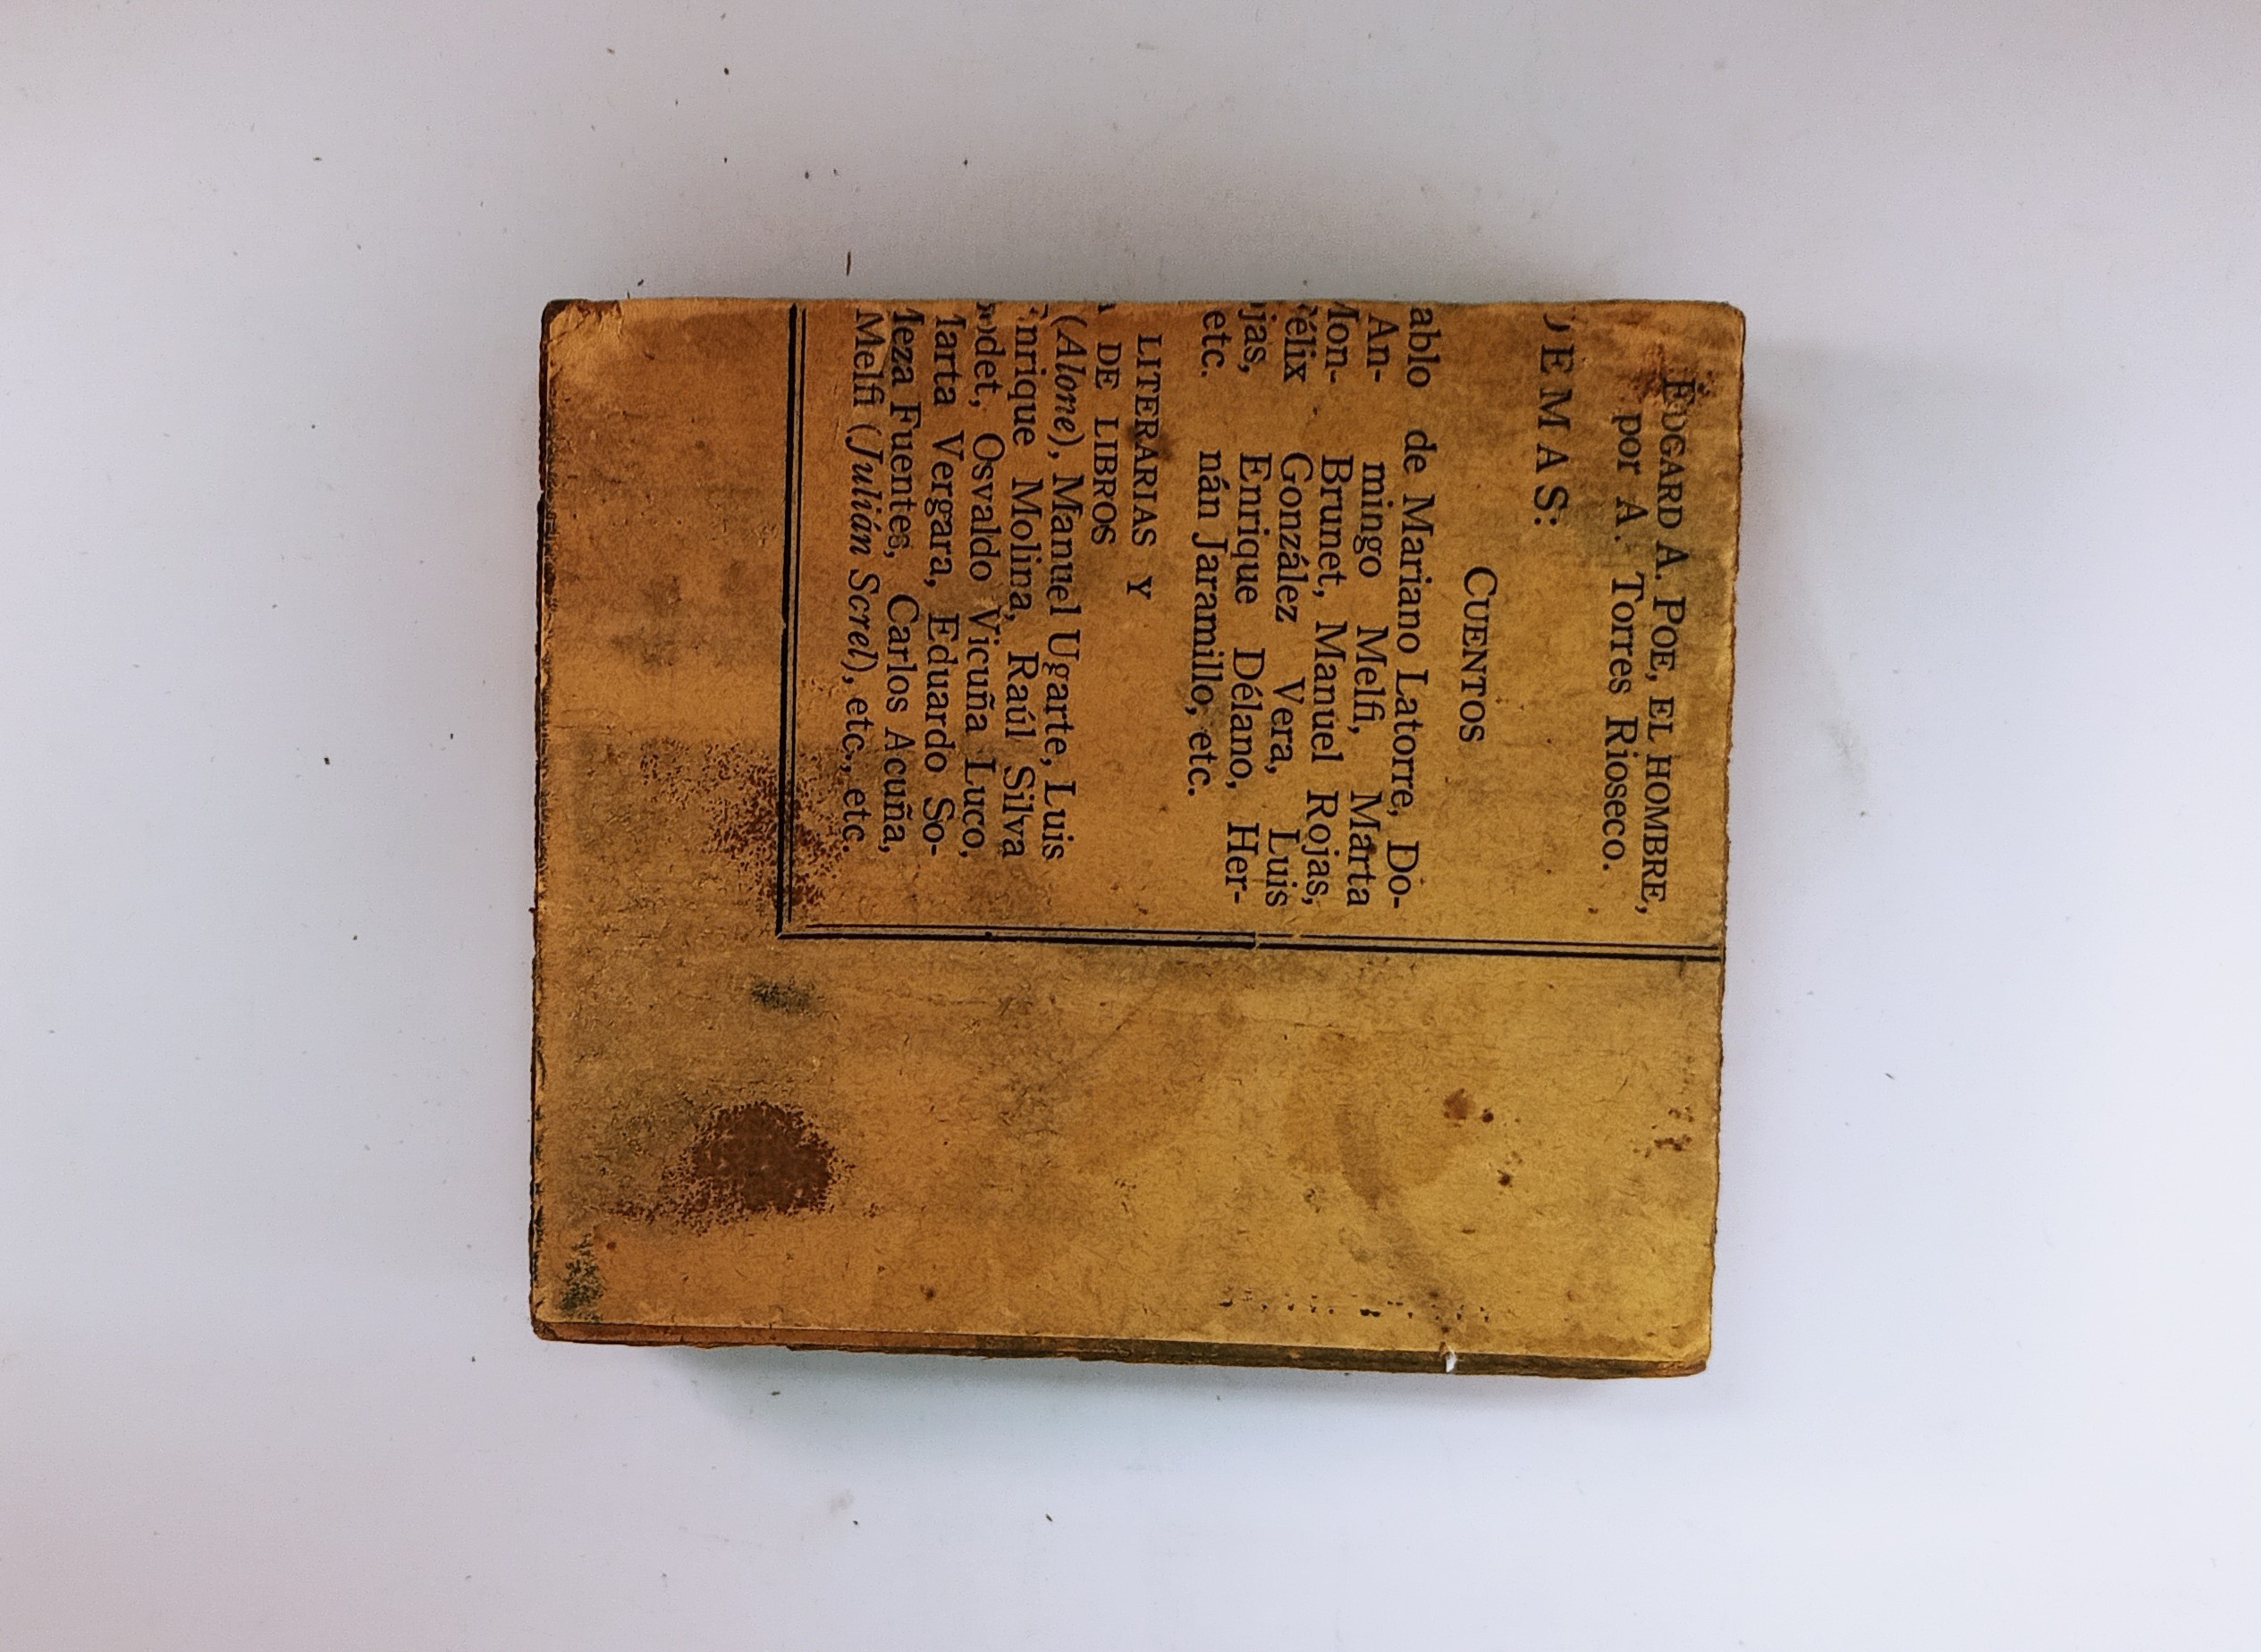 EDGARD A. POE, EL HOMBRE,
por A. Torres Rioseco.
EMAS:
CUENTOS
ablo de Mariano Latorre, Do-
An- mingo Melfi, Marta
Ion- Brunet, Manuel Rojas,
élix González Vera, Luis
jas, Enrique Délano, Her-
etc. nán Jaramillo, etc.
LITERARIAS Y
DE LIBROS
(Alone), Manuel Ugarte, Luis
nrique Molina, Raúl Silva
det, Osvaldo Vicuña Luco,
arta Vergara, Eduardo So-
eza Fuentes, Carlos Acuña,
Melfi (Julián Screl), etc., etc.